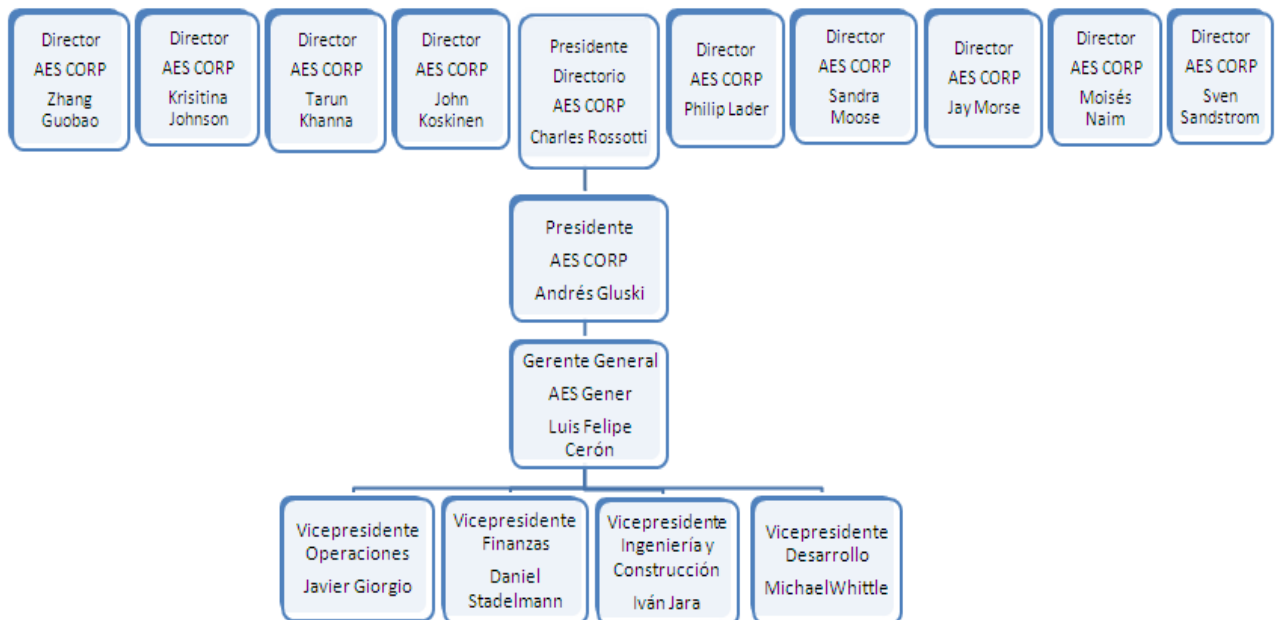 Director
AES CORP
Zhang
Guobao
Director
AES CORP
Krisitina
Johnson
Director
AES CORP
Tarun
Khanna
Director
AES CORP
John
Koskinen
Presidente
Directorio
AES CORP
Charles Rossotti
Director
AES CORP
Philip Lader
Director
AES CORP
Sandra
Moose
Director
AES CORP
Jay Morse
Director
AES CORP
Moisés
Naim
Director
AES CORP
Sven
Sandstrom
Presidente
AES CORP
Andrés Gluski
Gerente General
AES Gener
Luis Felipe
Cerón
Vicepresidente
Operaciones
Javier Giorgio
Vicepresidente
Finanzas
Daniel
Stadelmann
Vicepresidente
Ingeniería y
Construcción
Iván Jara
Vicepresidente
Desarrollo
Michael Whittle